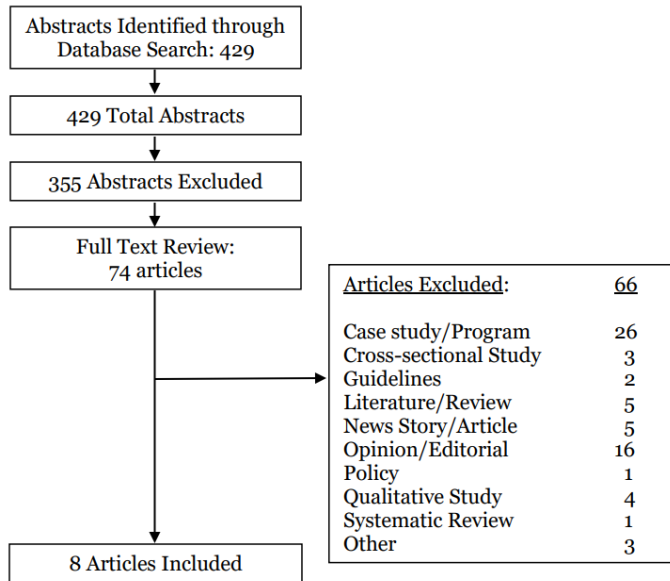 Abstracts Identified through
Database Search: 429
429 Total Abstracts
355 Abstracts Excluded
Full Text Review:
74 articles
Articles Excluded: 66
Case study/Program 26
Cross-sectional Study 3
Guidelines 2
Literature/Review 5
News Story/Article 5
Opinion/Editorial 16
Policy 1
Qualitative Study 4
Systematic Review 1
Other 3
8 Articles Included